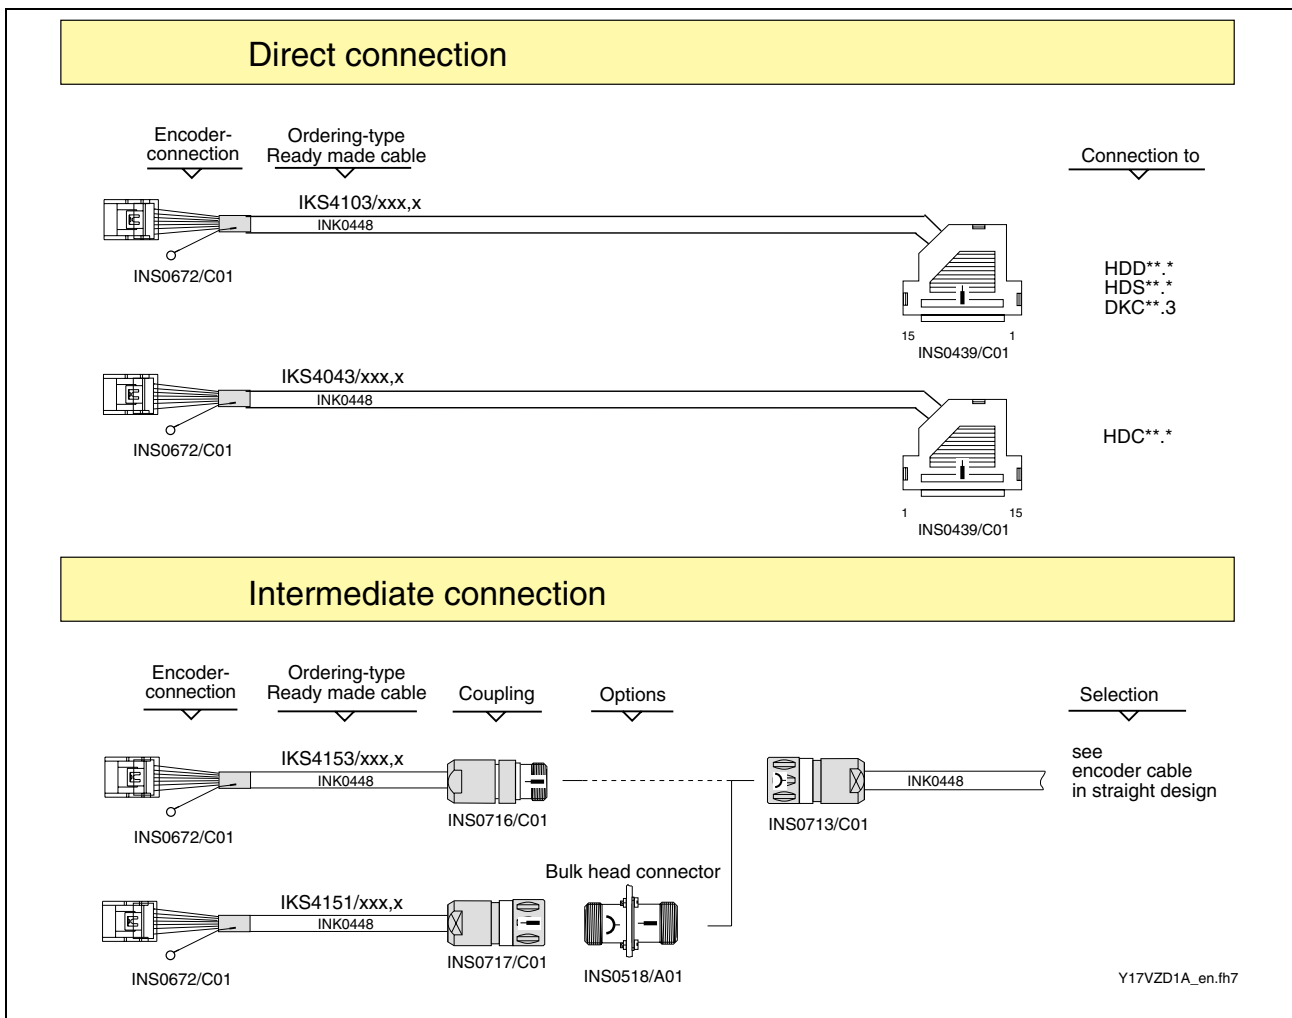 Direct connection
Encoder-
connection
Ordering-type
Ready made cable
Connection to
IKS4103/xxx,x
INK0448
INS0672/C01
HDD**.*
HDS**.*
DKC**.3
15
1
INS0439/C01
IKS4043/xxx,x
INK0448
INS0672/C01
HDC**.*
1
15
INS0439/C01
Intermediate connection
Encoder-
connection
Ordering-type
Ready made cable
Coupling
Options
Selection
IKS4153/xxx,x
INK0448
INS0672/C01
INS0716/C01
INK0448
INS0713/C01
see
encoder cable
in straight design
Bulk head connector
IKS4151/xxx,x
INK0448
INS0672/C01
INS0717/C01
INS0518/A01
Y17VZD1A_en.fh7